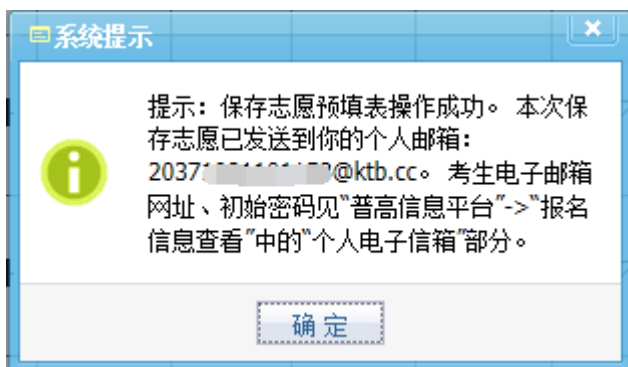 系统提示
提示：保存志愿预填表操作成功。 本次保
存志愿已发送到你的个人邮箱：
2037@ktb.cc。 考生电子邮箱
网址、初始密码见“普高信息平台”->“报名
信息查看”中的“个人电子信箱”部分。
确定